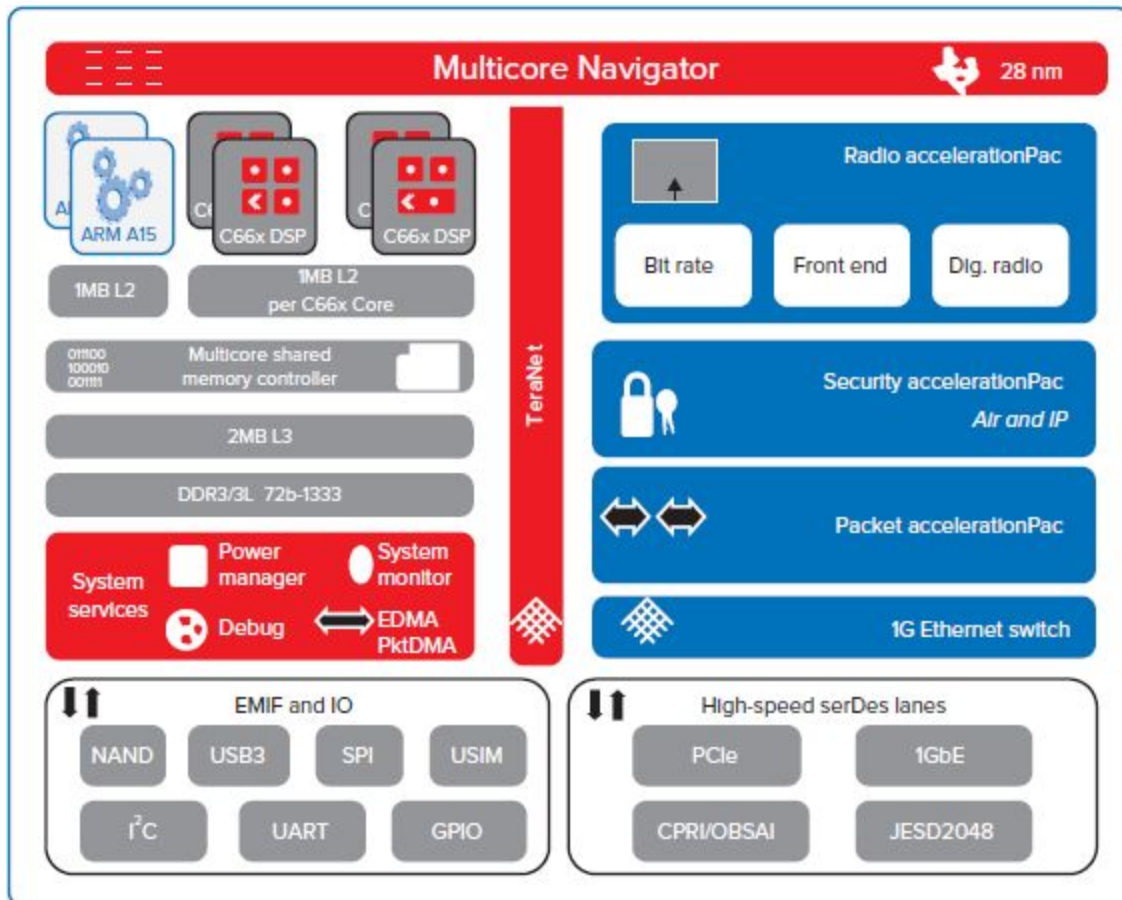 Multicore Navigator
28 nm
AR
ARM A15
C66
C66x DSP
C
C66x DSP
1MB L2
1MB L2
per C66x Core
011100
100010
001111
Multicore shared
memory controller
2MB L3
DDR3/3L 72b-1333
System
services
Power
manager
System
monitor
Debug
EDMA
PktDMA
TeraNet
Radio accelerationPac
Bit rate
Front end
Dig. radio
Security accelerationPac
Air and IP
Packet accelerationPac
1G Ethernet switch
EMIF and IO
NAND
USB3
SPI
USIM
I²C
UART
GPIO
High-speed serDes lanes
PCIe
1GbE
CPRI/OBSAI
JESD2048